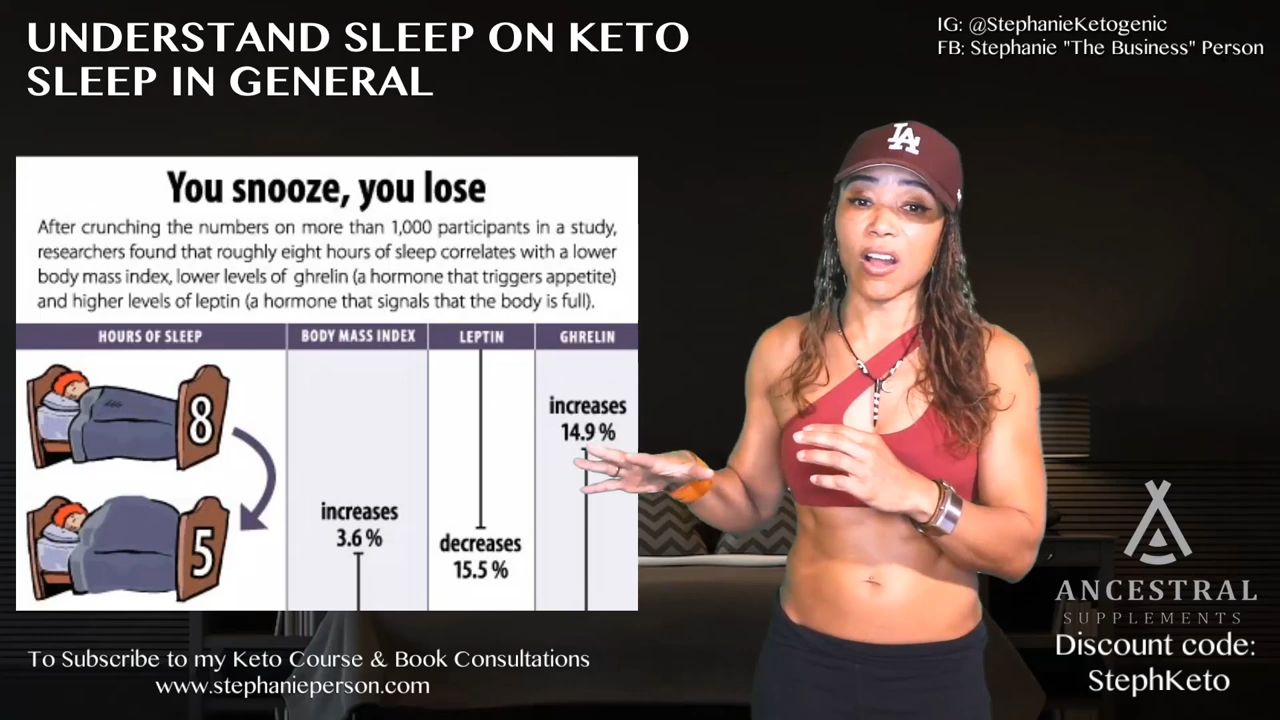 UNDERSTAND SLEEP ON KETO
SLEEP IN GENERAL
IG: @StephanieKetogenic
FB: Stephanie "The Business" Person
You snooze, you lose
After crunching the numbers on more than 1,000 participants in a study,
researchers found that roughly eight hours of sleep correlates with a lower
body mass index, lower levels of ghrelin (a hormone that triggers appetite)
and higher levels of leptin (a hormone that signals that the body is full).
HOURS OF SLEEP
BODY MASS INDEX
LEPTIN
GHRELIN
8
5
increases
3.6 %
decreases
15.5 %
increases
14.9 %
LA
ANCESTRAL
SUPPLEMENTS
Discount code:
StephKeto
To Subscribe to my Keto Course & Book Consultations
www.stephanieperson.com